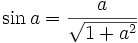 sin a = a / √(1 + a²)